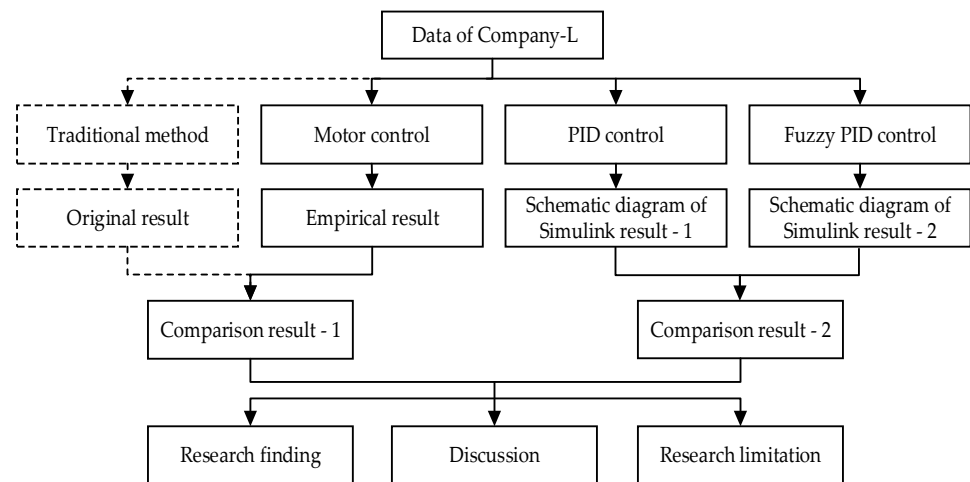 Data of Company-L
Traditional method
Motor control
PID control
Fuzzy PID control
Original result
Empirical result
Schematic diagram of
Simulink result - 1
Schematic diagram of
Simulink result - 2
Comparison result - 1
Comparison result - 2
Research finding
Discussion
Research limitation